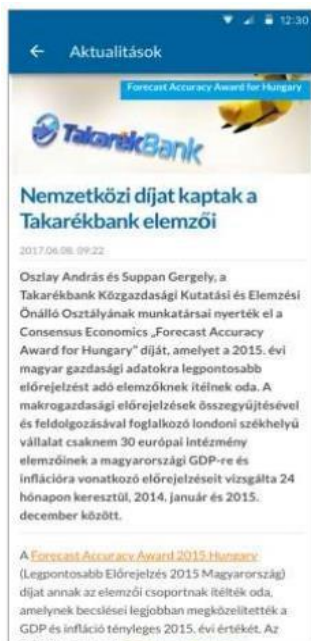 12:30
Aktualitások
Forecast Accuracy Award for Hungary
TakarékBank
Nemzetközi díjat kaptak a
Takarékbank elemzői
2017.06.08. 09:22
Oszlay András és Suppan Gergely, a
Takarékbank Közgazdasági Kutatási és Elemzési
Önálló Osztályának munkatársai nyerték el a
Consensus Economics „Forecast Accuracy
Award for Hungary” díját, amelyet a 2015. évi
magyar gazdasági adatokra legpontosabb
előrejelzést adó elemzőknek ítélnek oda. A
makrogazdasági előrejelzések összegyűjtésével
és feldolgozásával foglalkozó londoni székhelyű
vállalat csaknem 30 európai intézmény
elemzőinek a magyarországi GDP-re és
inflációra vonatkozó előrejelzéseit vizsgálta 24
hónapon keresztül, 2014. január és 2015.
december között.
A Forecast Accuracy Award 2015 Hungary
(Legpontosabb Előrejelzés 2015 Magyarország)
díjat annak az elemzői csoportnak ítélték oda,
amelynek becslései legjobban megközelítették a
GDP és infláció tényleges 2015. évi értékét. Az